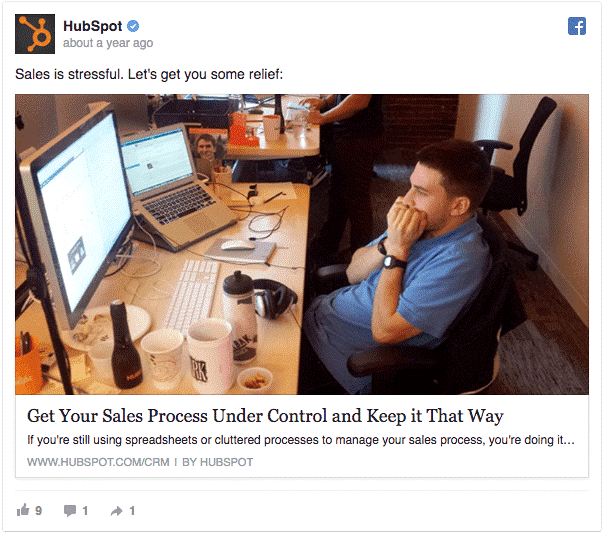 HubSpot
about a year ago
Sales is stressful. Let's get you some relief:
Get Your Sales Process Under Control and Keep it That Way
If you're still using spreadsheets or cluttered processes to manage your sales process, you're doing it...
WWW.HUBSPOT.COM/CRM | BY HUBSPOT
9
1
1